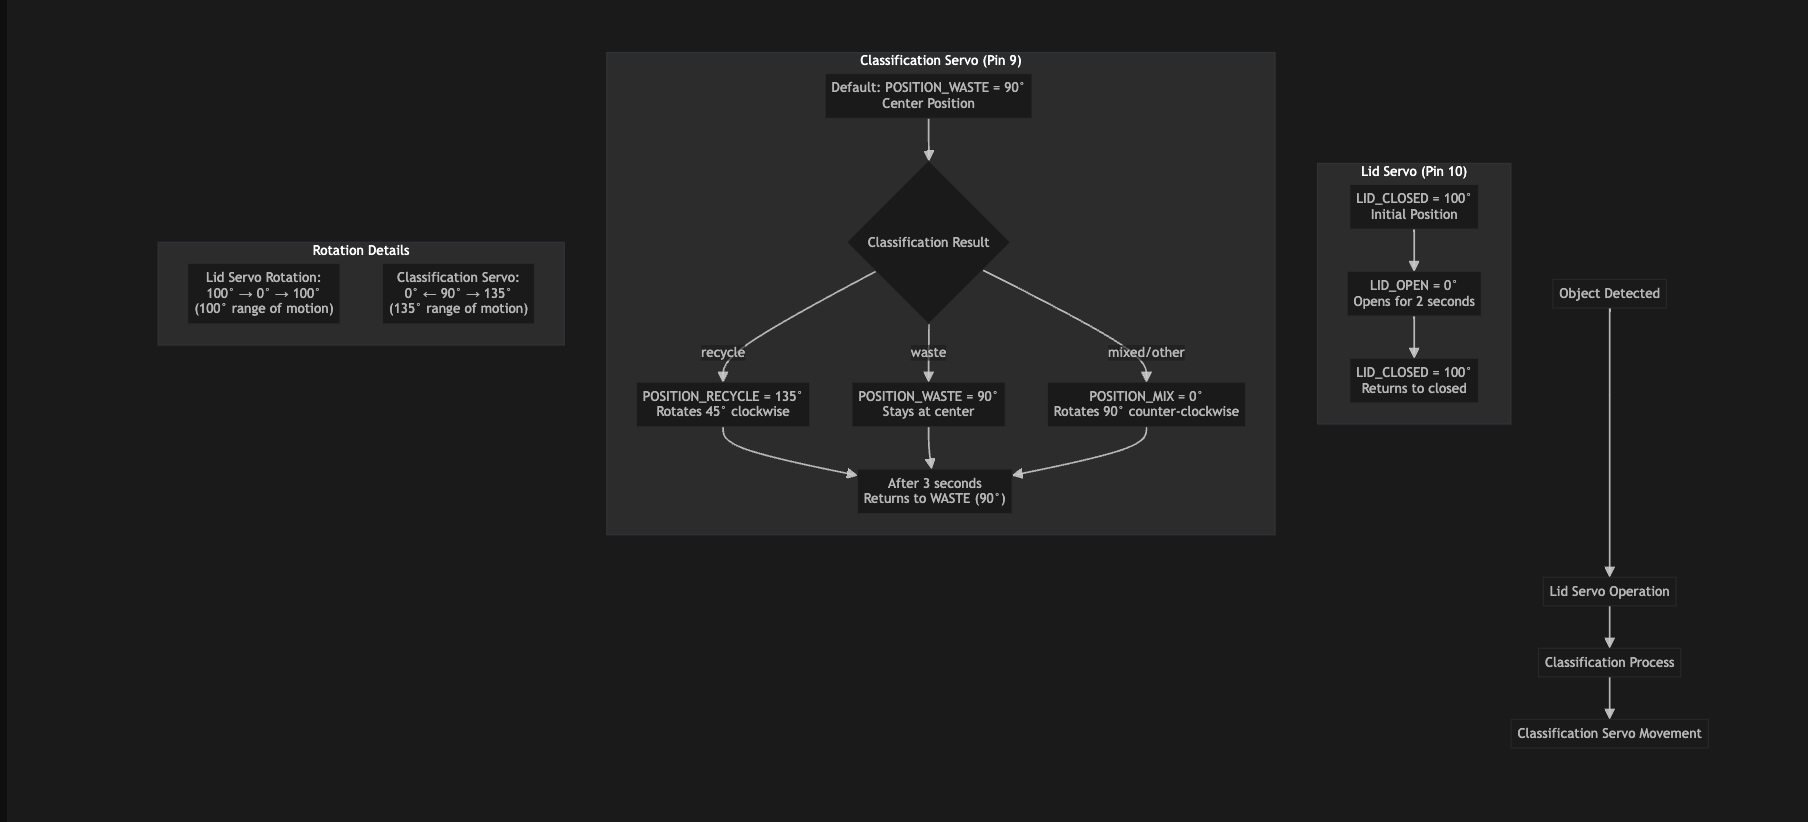 Rotation Details
Lid Servo Rotation:
100° → 0° → 100°
(100° range of motion)
Classification Servo:
0° ← 90° → 135°
(135° range of motion)
Classification Servo (Pin 9)
Default: POSITION_WASTE = 90°
Center Position
Classification Result
recycle
waste
mixed/other
POSITION_RECYCLE = 135°
Rotates 45° clockwise
POSITION_WASTE = 90°
Stays at center
POSITION_MIX = 0°
Rotates 90° counter-clockwise
After 3 seconds
Returns to WASTE (90°)
Lid Servo (Pin 10)
LID_CLOSED = 100°
Initial Position
LID_OPEN = 0°
Opens for 2 seconds
LID_CLOSED = 100°
Returns to closed
Object Detected
Lid Servo Operation
Classification Process
Classification Servo Movement